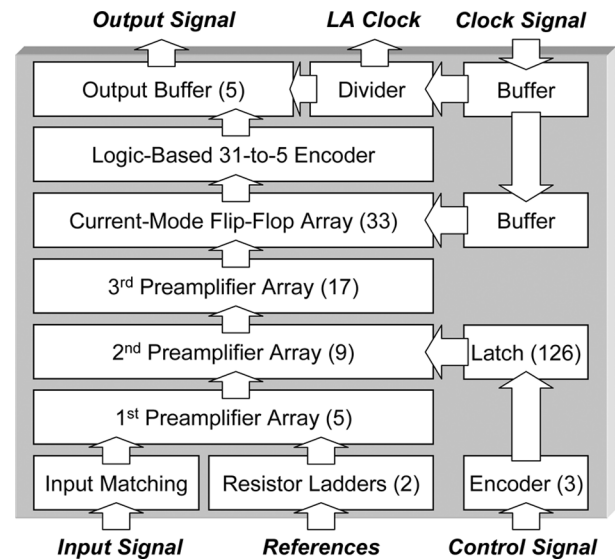 Output Signal LA Clock Clock Signal
Output Buffer (5) Divider Buffer
Logic-Based 31-to-5 Encoder
Current-Mode Flip-Flop Array (33) Buffer
3rd Preamplifier Array (17)
2nd Preamplifier Array (9) Latch (126)
1st Preamplifier Array (5)
Input Matching Resistor Ladders (2) Encoder (3)
Input Signal References Control Signal